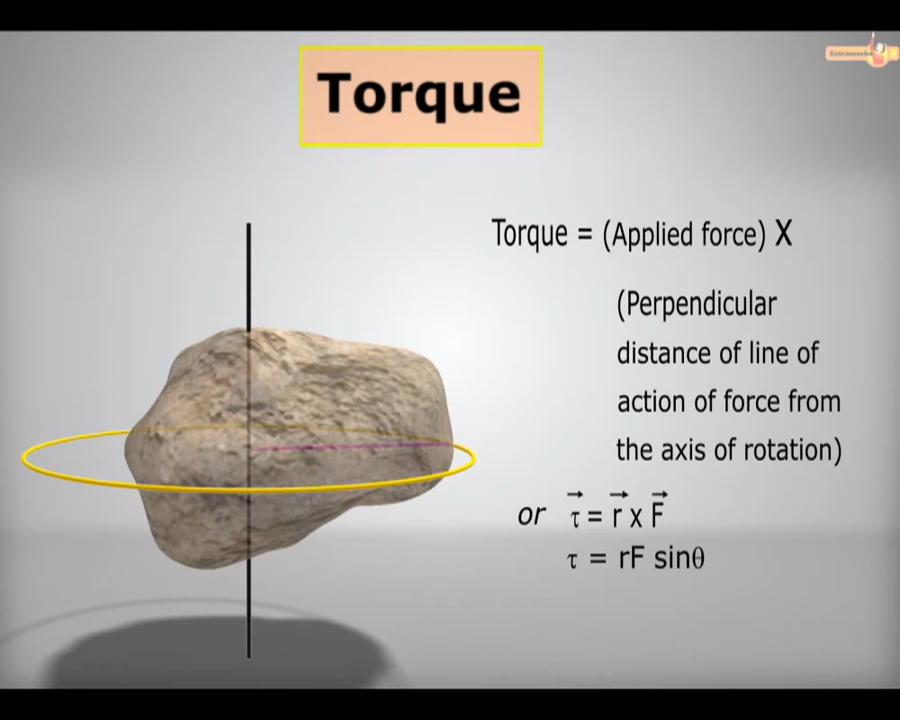 Torque
Torque = (Applied force) X
(Perpendicular
distance of line of
action of force from
the axis of rotation)
or τ⃗ = r⃗ x F⃗
τ = rF sinθ